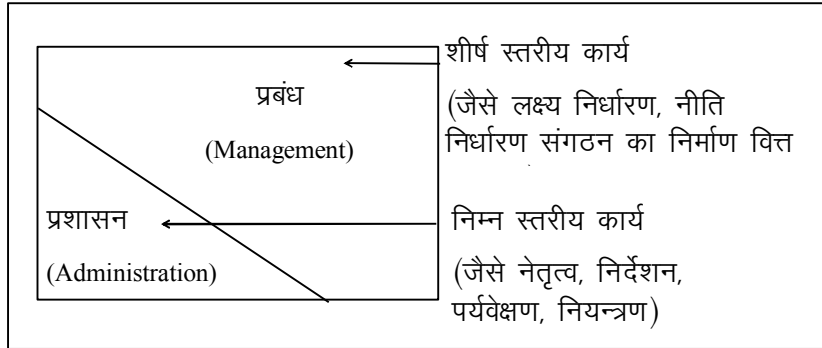 शीर्ष स्तरीय कार्य
प्रबंध
(जैसे लक्ष्य निर्धारण, नीति
(Management)
निर्धारण संगठन का निर्माण वित्त
प्रशासन
निम्न स्तरीय कार्य
(Administration)
(जैसे नेतृत्व, निर्देशन,
पर्यवेक्षण, नियन्त्रण)